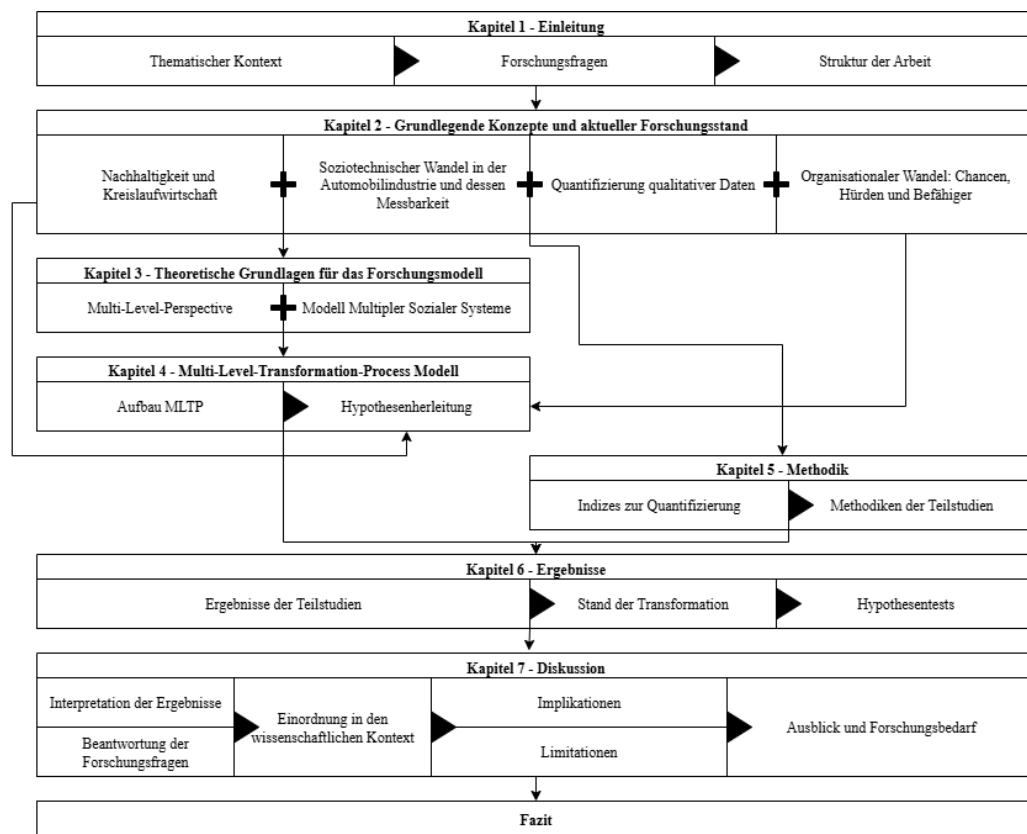 Kapitel 1 - Einleitung
Thematischer Kontext
Forschungsfragen
Struktur der Arbeit
Kapitel 2 - Grundlegende Konzepte und aktueller Forschungsstand
Nachhaltigkeit und
Kreislaufwirtschaft
Soziotechnischer Wandel in der
Automobilindustrie und dessen
Messbarkeit
Quantifizierung qualitativer Daten
Organisationaler Wandel: Chancen,
Hürden und Befähiger
Kapitel 3 - Theoretische Grundlagen für das Forschungsmodell
Multi-Level-Perspective
Modell Multipler Sozialer Systeme
Kapitel 4 - Multi-Level-Transformation-Process Modell
Aufbau MLTP
Hypothesenherleitung
Kapitel 5 - Methodik
Indizes zur Quantifizierung
Methodiken der Teilstudien
Kapitel 6 - Ergebnisse
Ergebnisse der Teilstudien
Stand der Transformation
Hypothesentests
Kapitel 7 - Diskussion
Interpretation der Ergebnisse
Beantwortung der
Forschungsfragen
Einordnung in den
wissenschaftlichen Kontext
Implikationen
Limitationen
Ausblick und Forschungsbedarf
Fazit